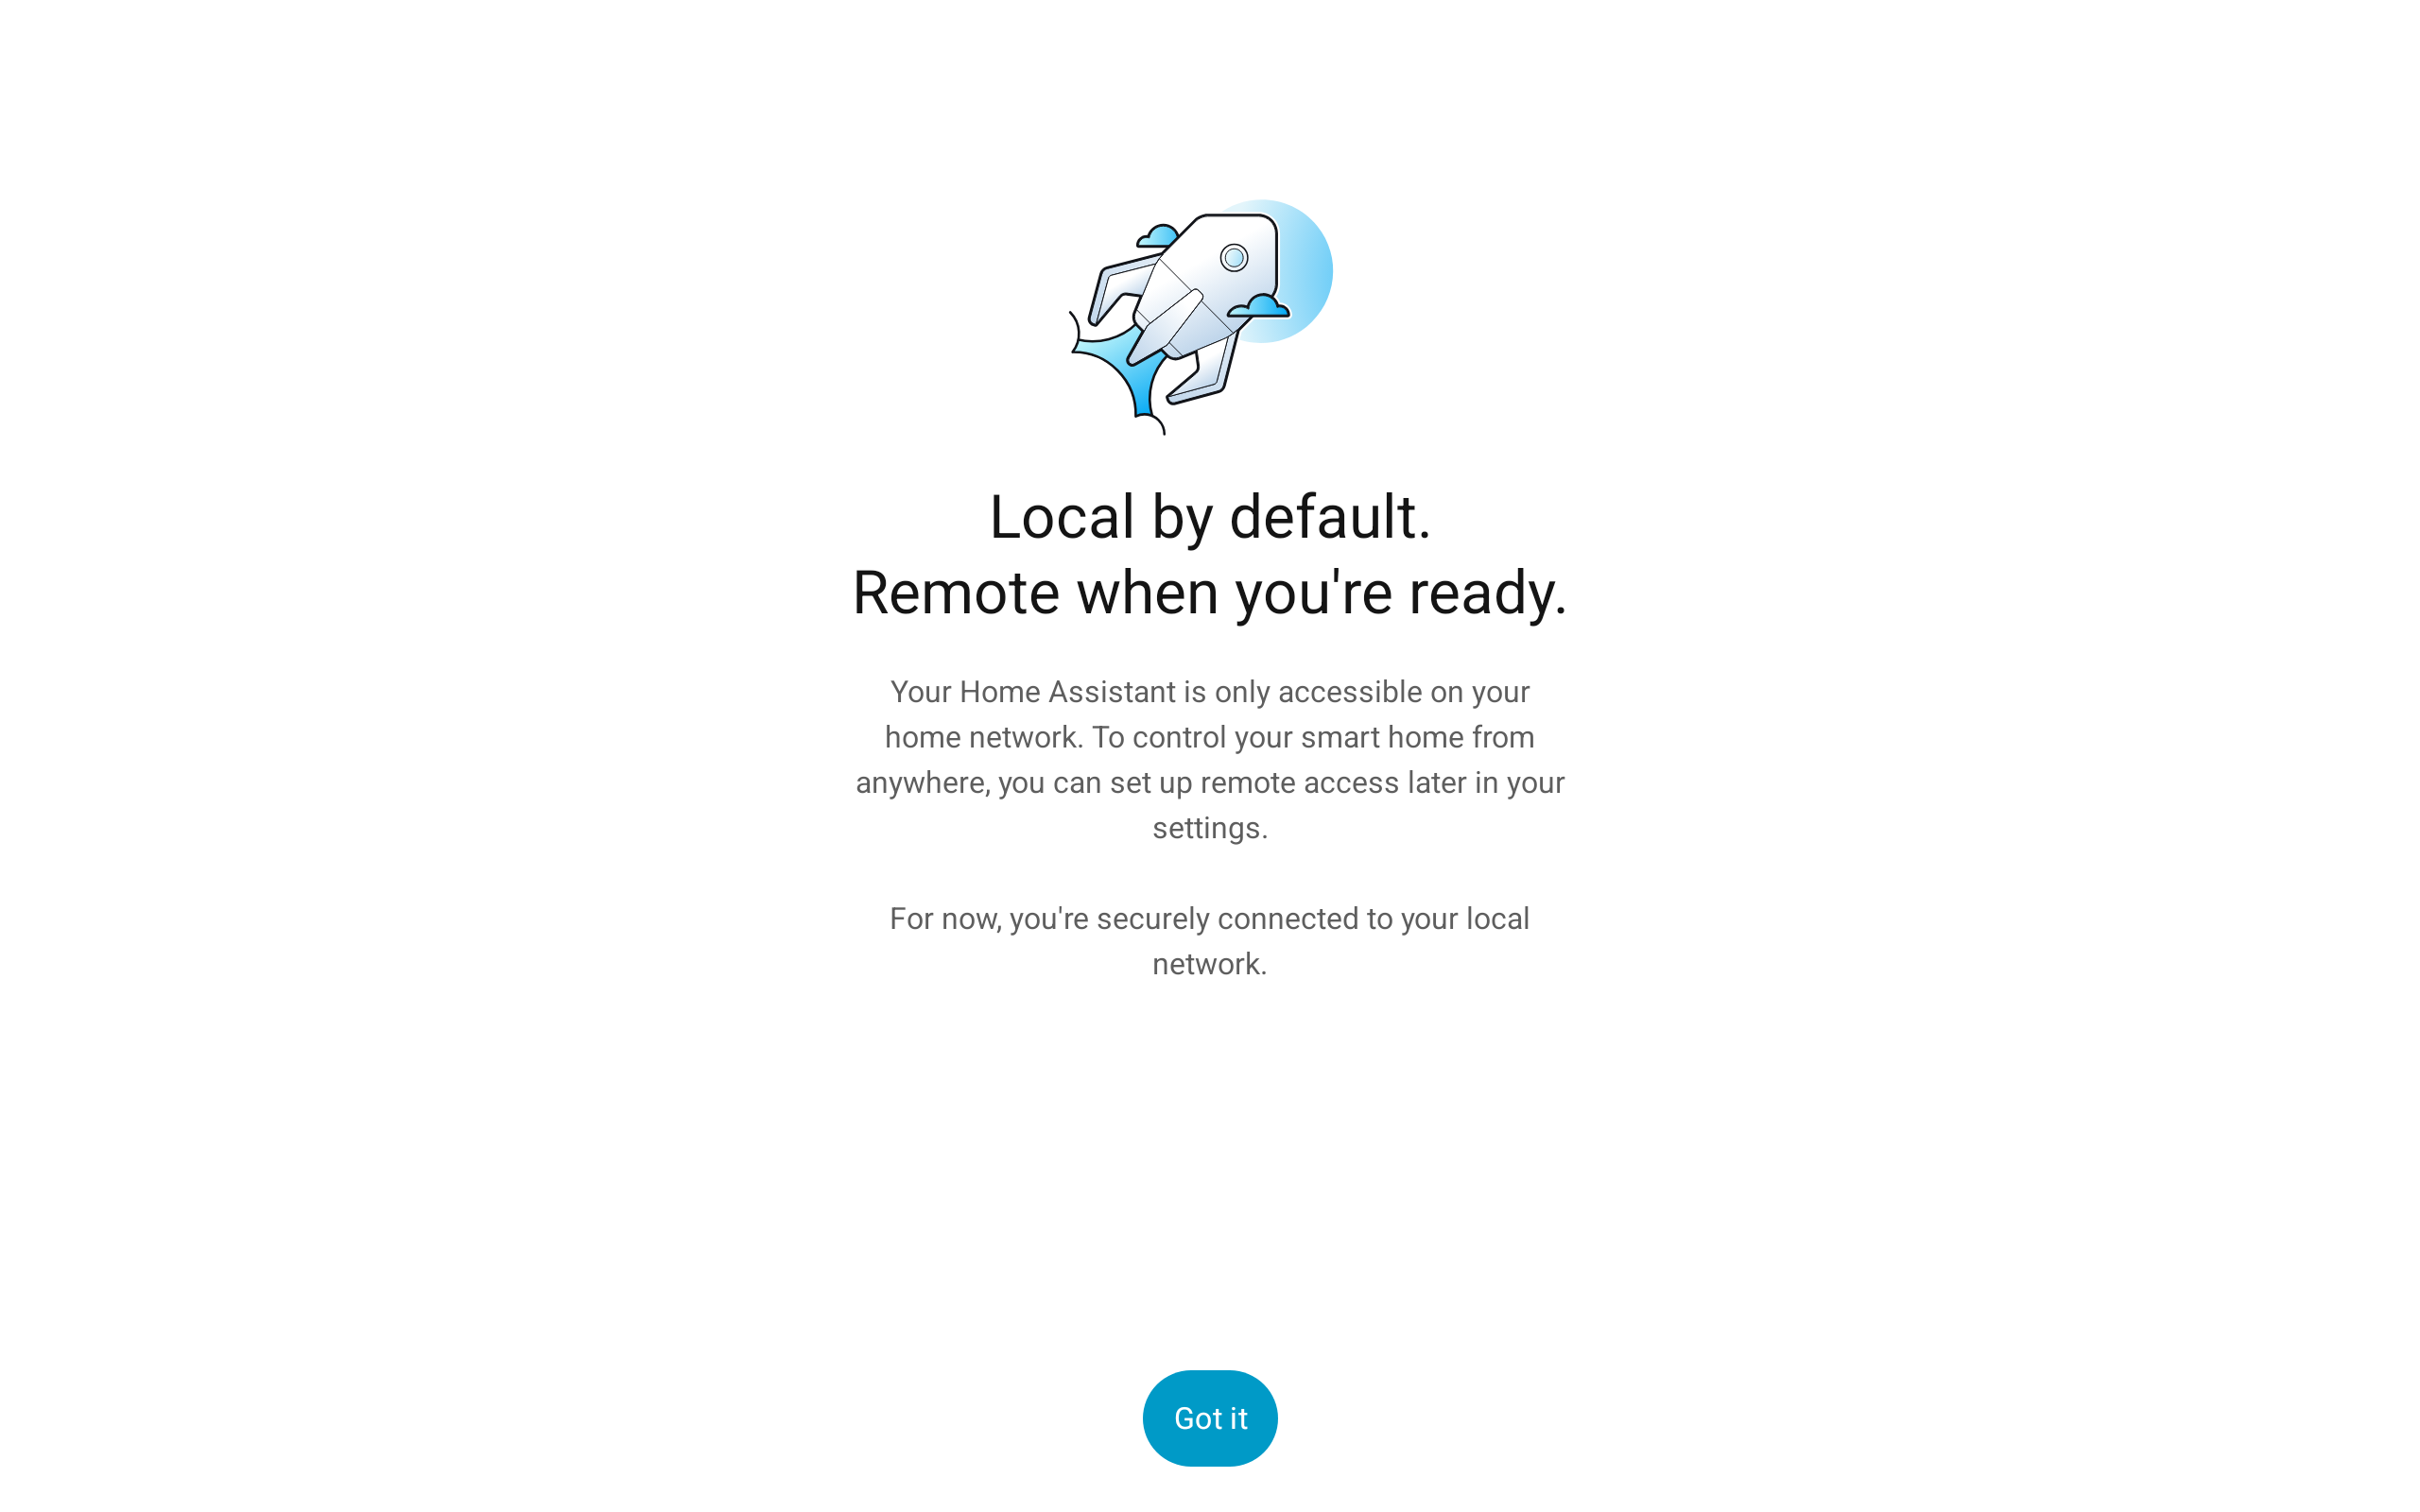 Local by default.
Remote when you're ready.
Your Home Assistant is only accessible on your
home network. To control your smart home from
anywhere, you can set up remote access later in your
settings.
For now, you're securely connected to your local
network.
Got it